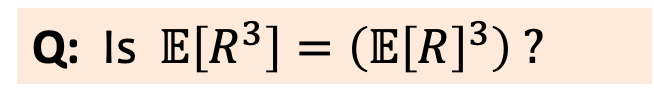 Q: Is 𝔼[𝑅³] = (𝔼[𝑅]³) ?